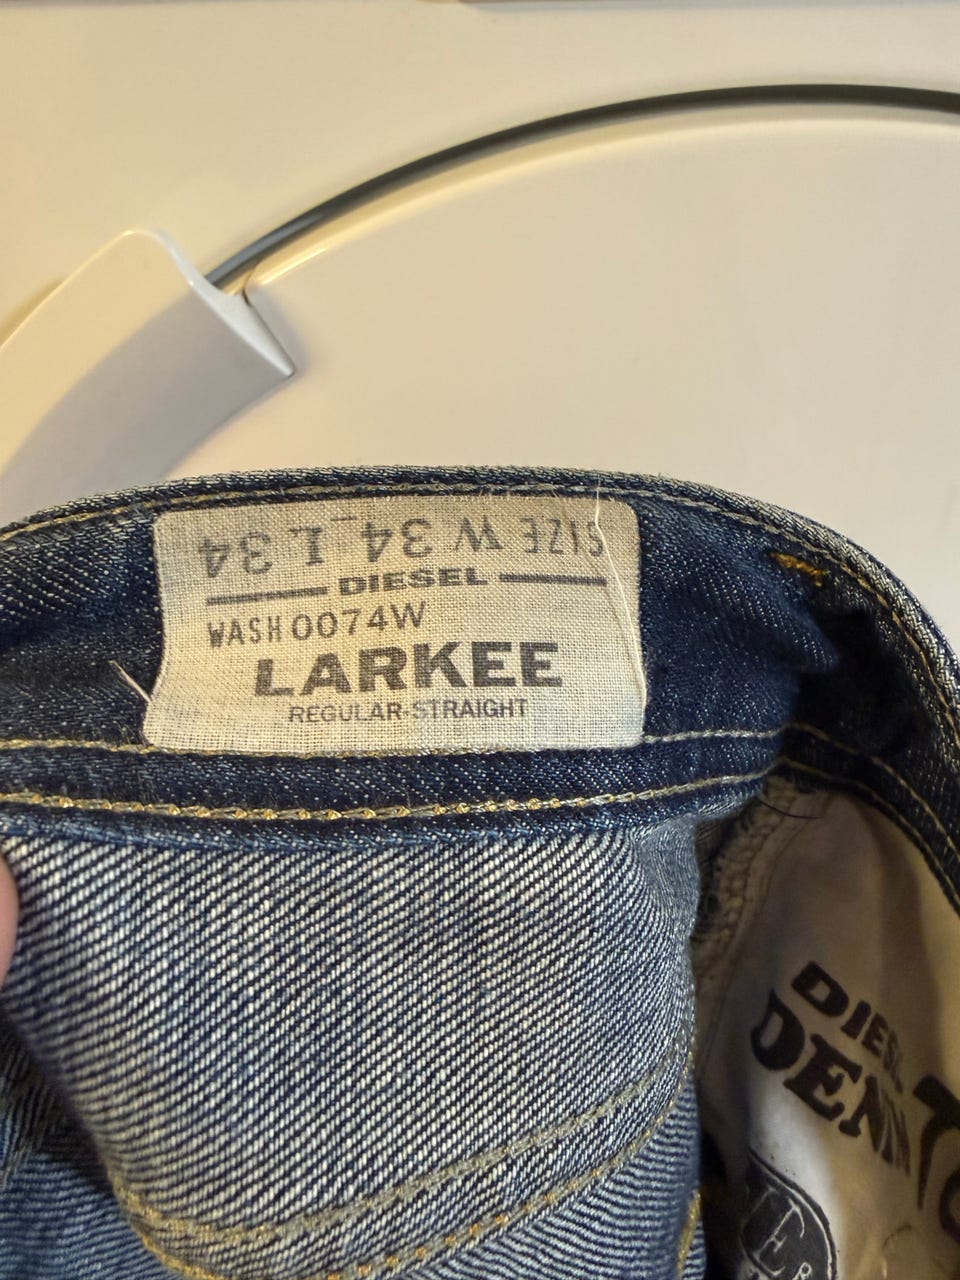 SIZE W 34 L 34
DIESEL
WASH 0074W
LARKEE
REGULAR-STRAIGHT
DIESEL
DENIM